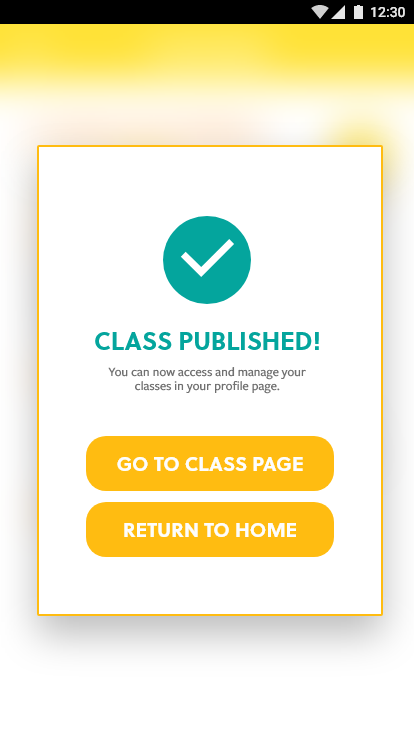 12:30
CLASS PUBLISHED!
You can now access and manage your
classes in your profile page.
GO TO CLASS PAGE
RETURN TO HOME